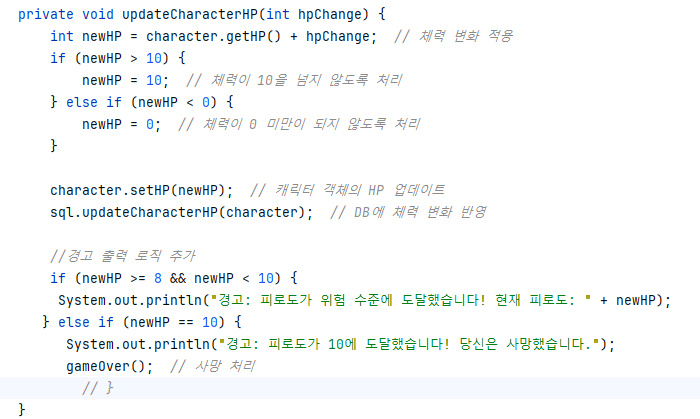 private void updateCharacterHP(int hpChange) {
    int newHP = character.getHP() + hpChange;  // 체력 변화 적용
    if (newHP > 10) {
        newHP = 10;  // 체력이 10을 넘지 않도록 처리
    } else if (newHP < 0) {
        newHP = 0;  // 체력이 0 미만이 되지 않도록 처리
    }

    character.setHP(newHP);  // 캐릭터 객체의 HP 업데이트
    sql.updateCharacterHP(character);  // DB에 체력 변화 반영

    //경고 출력 로직 추가
    if (newHP >= 8 && newHP < 10) {
     System.out.println("경고: 피로도가 위험 수준에 도달했습니다! 현재 피로도: " + newHP);
   } else if (newHP == 10) {
      System.out.println("경고: 피로도가 10에 도달했습니다! 당신은 사망했습니다.");
      gameOver();  // 사망 처리
        // }
}